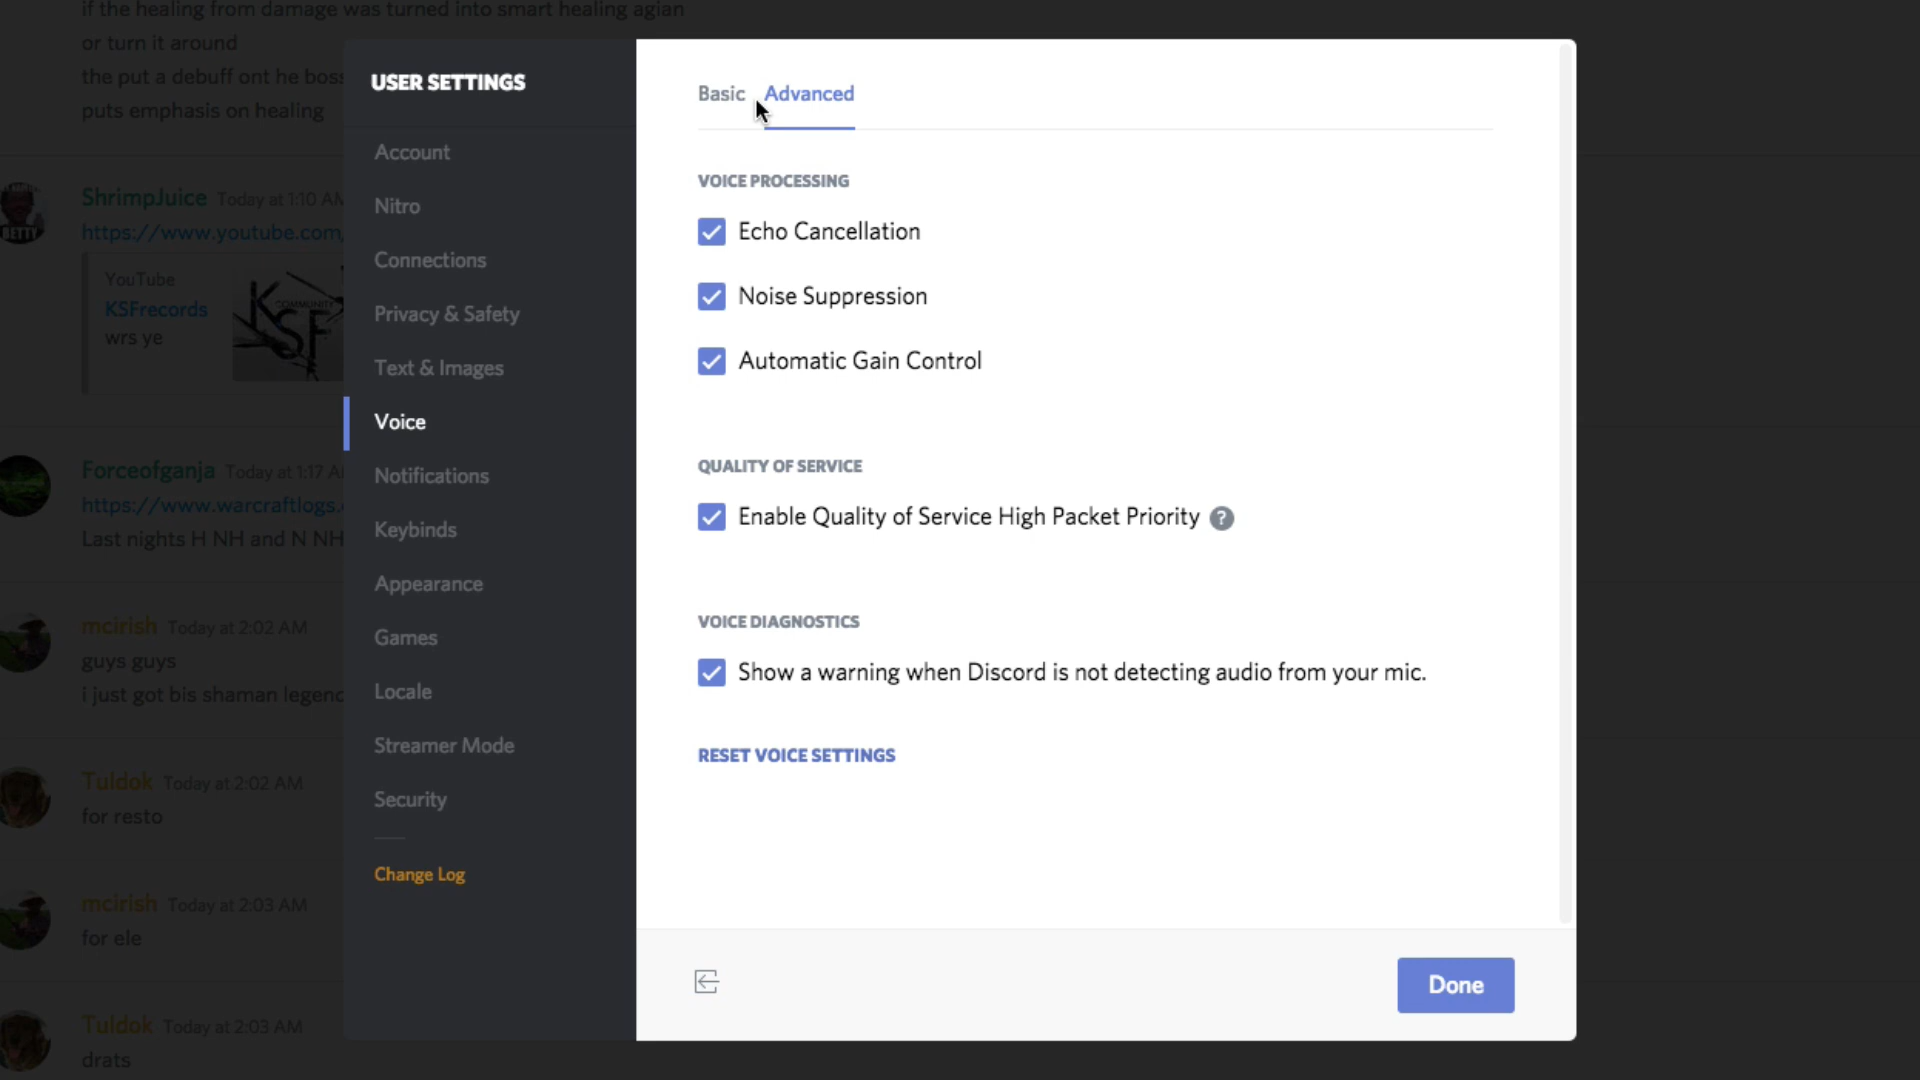 if the healing from damage was turned into smart healing agian
or turn it around
the put a debuff ont he boss
puts emphasis on healing
ShrimpJuice Today at 1:10 AM
https://www.youtube.com/
YouTube
KSFrecords
wrs ye
COMMUNITY
KSF
BETTY
Forceofganja Today at 1:17 A
https://www.warcraftlogs.
Last nights H NH and N NH
mcirish Today at 2:02 AM
guys guys
i just got bis shaman legend
Tuldok Today at 2:02 AM
for resto
mcirish Today at 2:03 AM
for ele
Tuldok Today at 2:03 AM
drats
USER SETTINGS
Account
Nitro
Connections
Privacy & Safety
Text & Images
Voice
Notifications
Keybinds
Appearance
Games
Locale
Streamer Mode
Security
Change Log
Basic Advanced
VOICE PROCESSING
Echo Cancellation
Noise Suppression
Automatic Gain Control
QUALITY OF SERVICE
Enable Quality of Service High Packet Priority ?
VOICE DIAGNOSTICS
Show a warning when Discord is not detecting audio from your mic.
RESET VOICE SETTINGS
Done